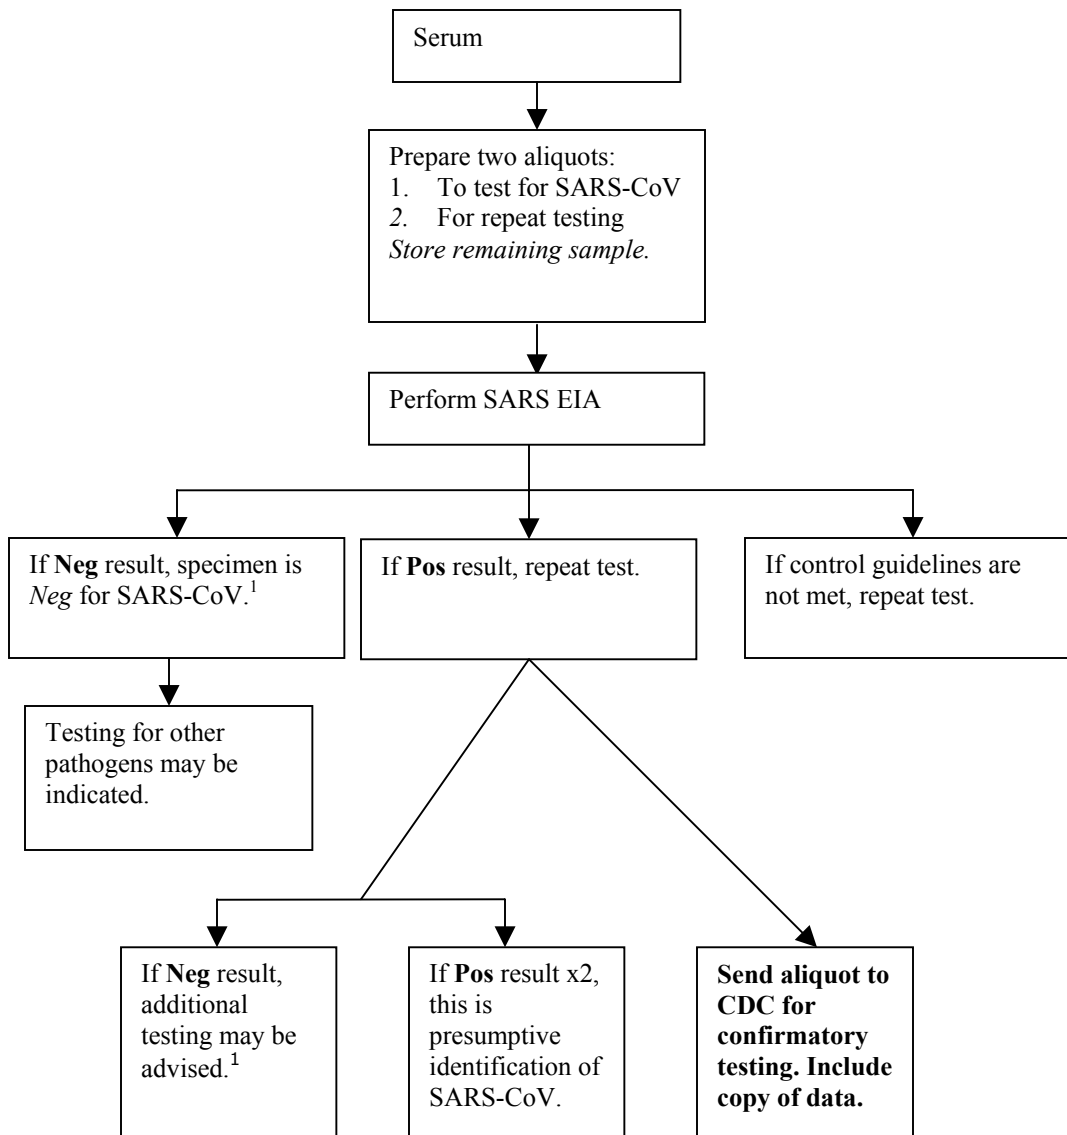 Serum
Prepare two aliquots:
1. To test for SARS-CoV
2. For repeat testing
Store remaining sample.
Perform SARS EIA
If Neg result, specimen is
Neg for SARS-CoV.1
If Pos result, repeat test.
If control guidelines are
not met, repeat test.
Testing for other
pathogens may be
indicated.
If Neg result,
additional
testing may be
advised.1
If Pos result x2,
this is
presumptive
identification of
SARS-CoV.
Send aliquot to
CDC for
confirmatory
testing. Include
copy of data.